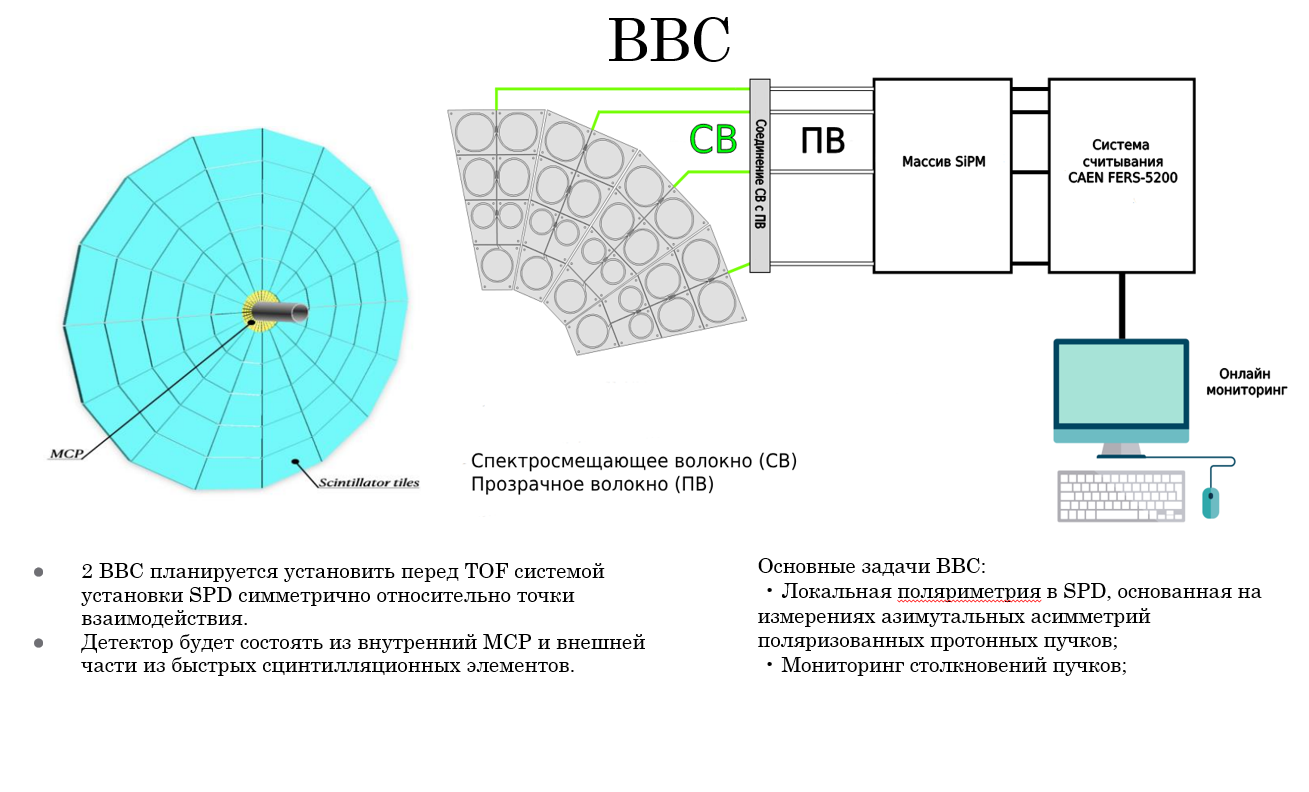 BBC
СВ
ПВ
Соединение СВ с ПВ
Массив SiPM
Система
считывания
CAEN FERS-5200
Онлайн
мониторинг
MCP
Scintillator tiles
Спектросмещающее волокно (СВ)
Прозрачное волокно (ПВ)
● 2 BBC планируется установить перед TOF системой
установки SPD симметрично относительно точки
взаимодействия.
● Детектор будет состоять из внутренний MCP и внешней
части из быстрых сцинтилляционных элементов.
Основные задачи BBC:
・Локальная поляриметрия в SPD, основанная на
измерениях азимутальных асимметрий
поляризованных протонных пучков;
・Мониторинг столкновений пучков;